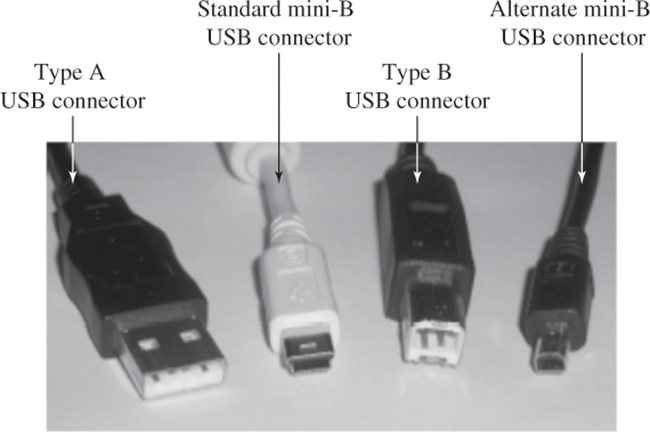 Standard mini-B
USB connector
Alternate mini-B
USB connector
Type A
USB connector
Type B
USB connector